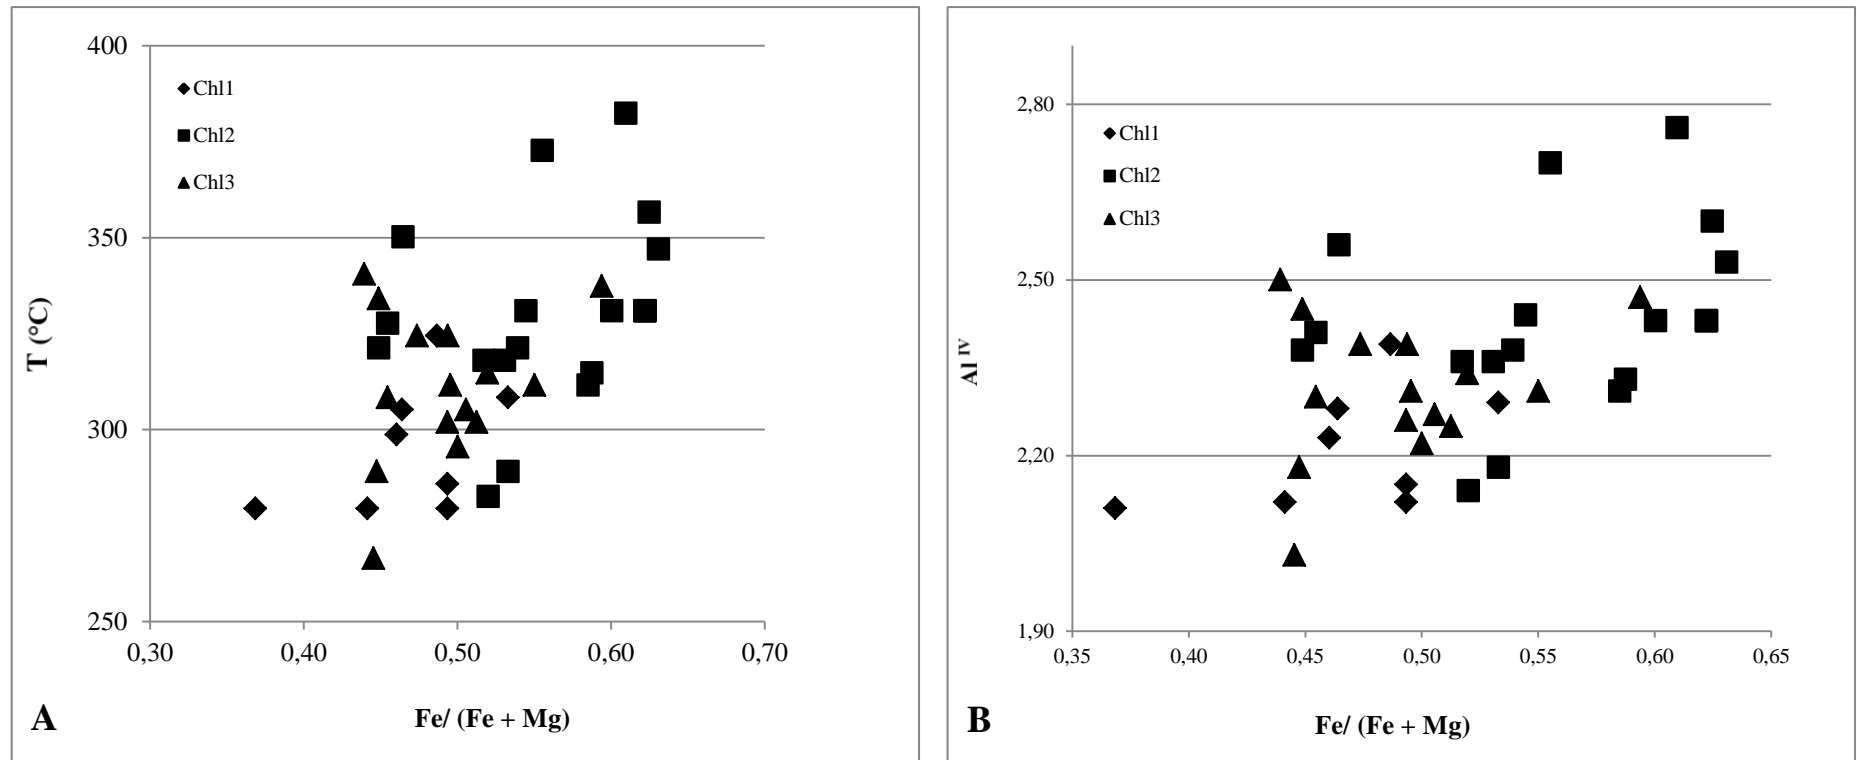 400
350
300
250
T (°C)
Chl1
Chl2
Chl3
0,30 0,40 0,50 0,60 0,70
Fe/ (Fe + Mg)
A
2,80
2,50
2,20
1,90
Al IV
Chl1
Chl2
Chl3
0,35 0,40 0,45 0,50 0,55 0,60 0,65
Fe/ (Fe + Mg)
B